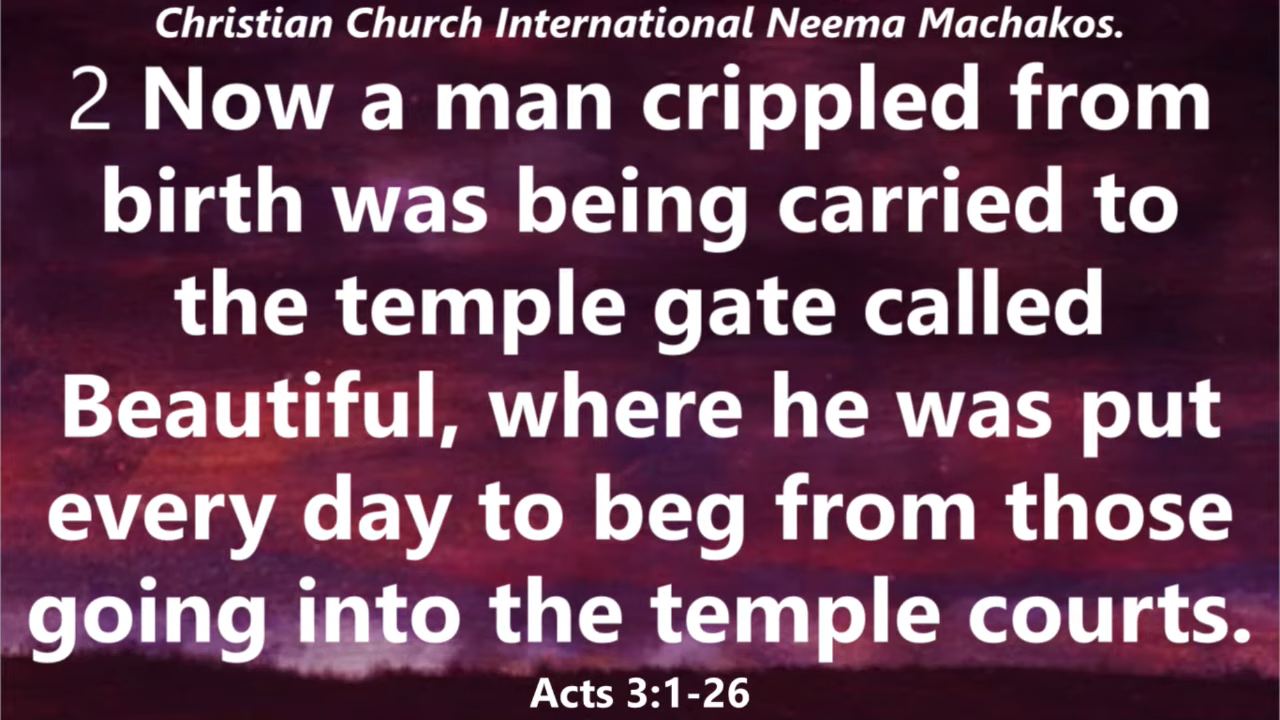 Christian Church International Neema Machakos.
2 Now a man crippled from
birth was being carried to
the temple gate called
Beautiful, where he was put
every day to beg from those
going into the temple courts.
Acts 3:1-26